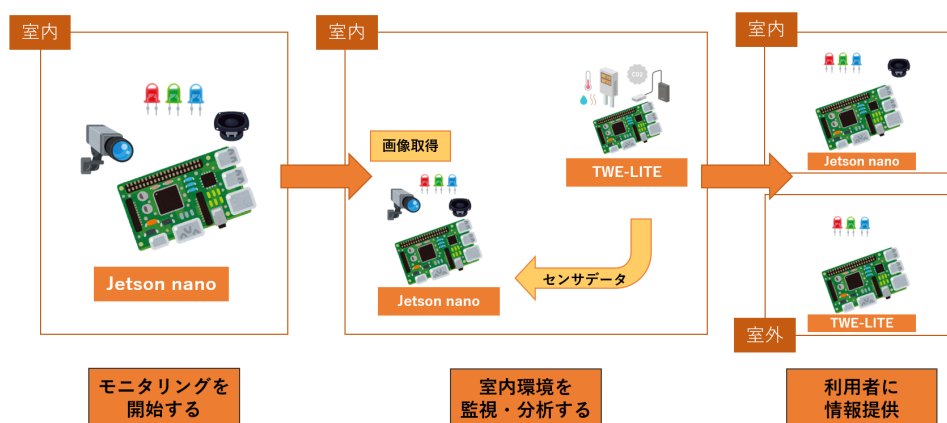 室内
Jetson nano
モニタリングを
開始する
室内
画像取得
CO2
TWE-LITE
センサデータ
Jetson nano
室内環境を
監視・分析する
室内
Jetson nano
TWE-LITE
室外
利用者に
情報提供